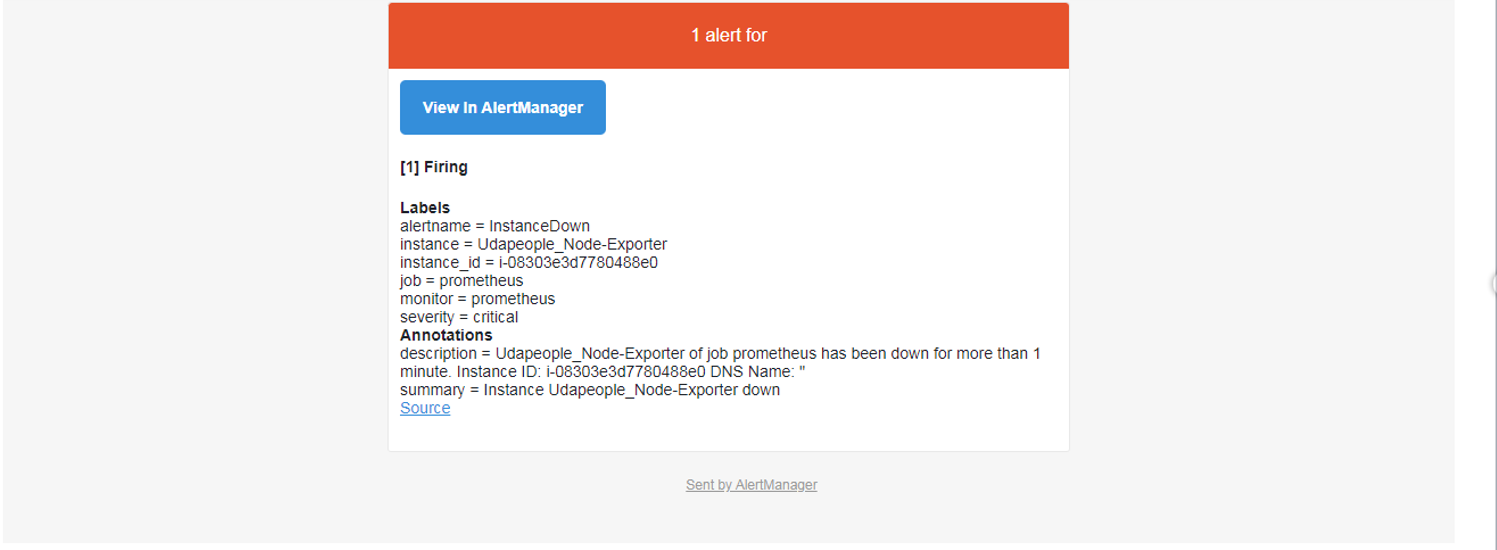 1 alert for
View In AlertManager
[1] Firing
Labels
alertname = InstanceDown
instance = Udapeople_Node-Exporter
instance_id = i-08303e3d7780488e0
job = prometheus
monitor = prometheus
severity = critical
Annotations
description = Udapeople_Node-Exporter of job prometheus has been down for more than 1
minute. Instance ID: i-08303e3d7780488e0 DNS Name: ''
summary = Instance Udapeople_Node-Exporter down
Source
Sent by AlertManager